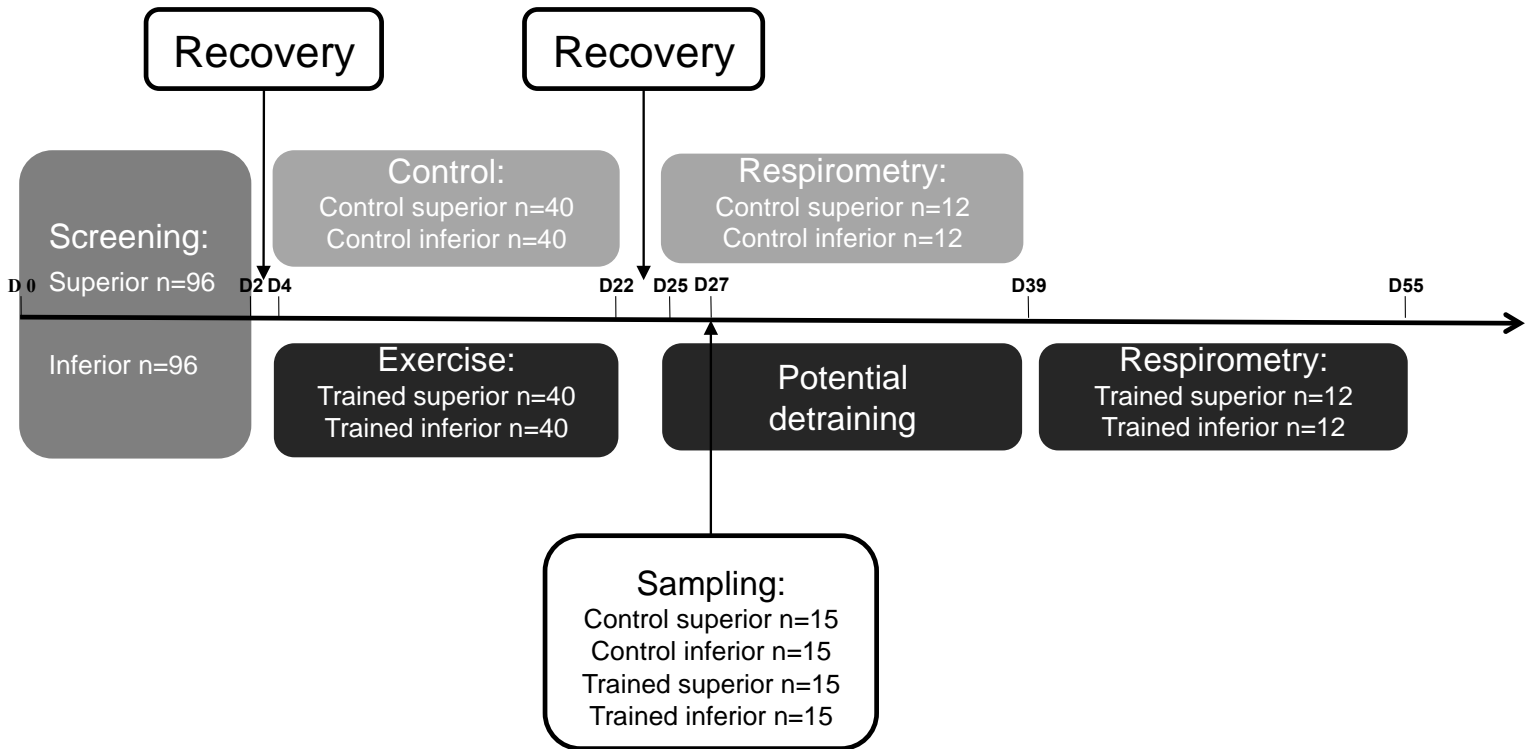 Recovery
Recovery
Screening:
Superior n=96
Inferior n=96
Control:
Control superior n=40
Control inferior n=40
Respirometry:
Control superior n=12
Control inferior n=12
D 0
D2
D4
D22
D25
D27
D39
D55
Exercise:
Trained superior n=40
Trained inferior n=40
Potential
detraining
Respirometry:
Trained superior n=12
Trained inferior n=12
Sampling:
Control superior n=15
Control inferior n=15
Trained superior n=15
Trained inferior n=15